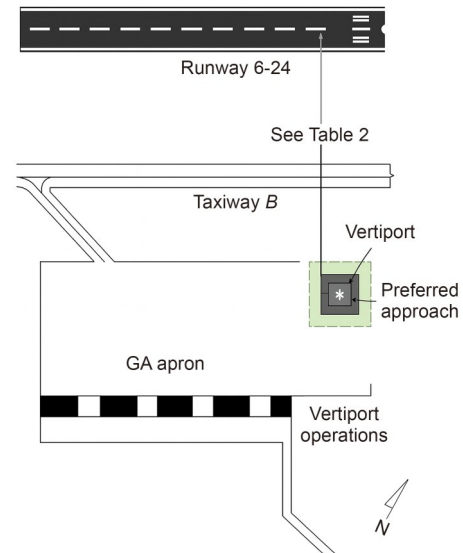 Runway 6-24
See Table 2
Taxiway B
Vertiport
Preferred
approach
GA apron
Vertiport
operations
N